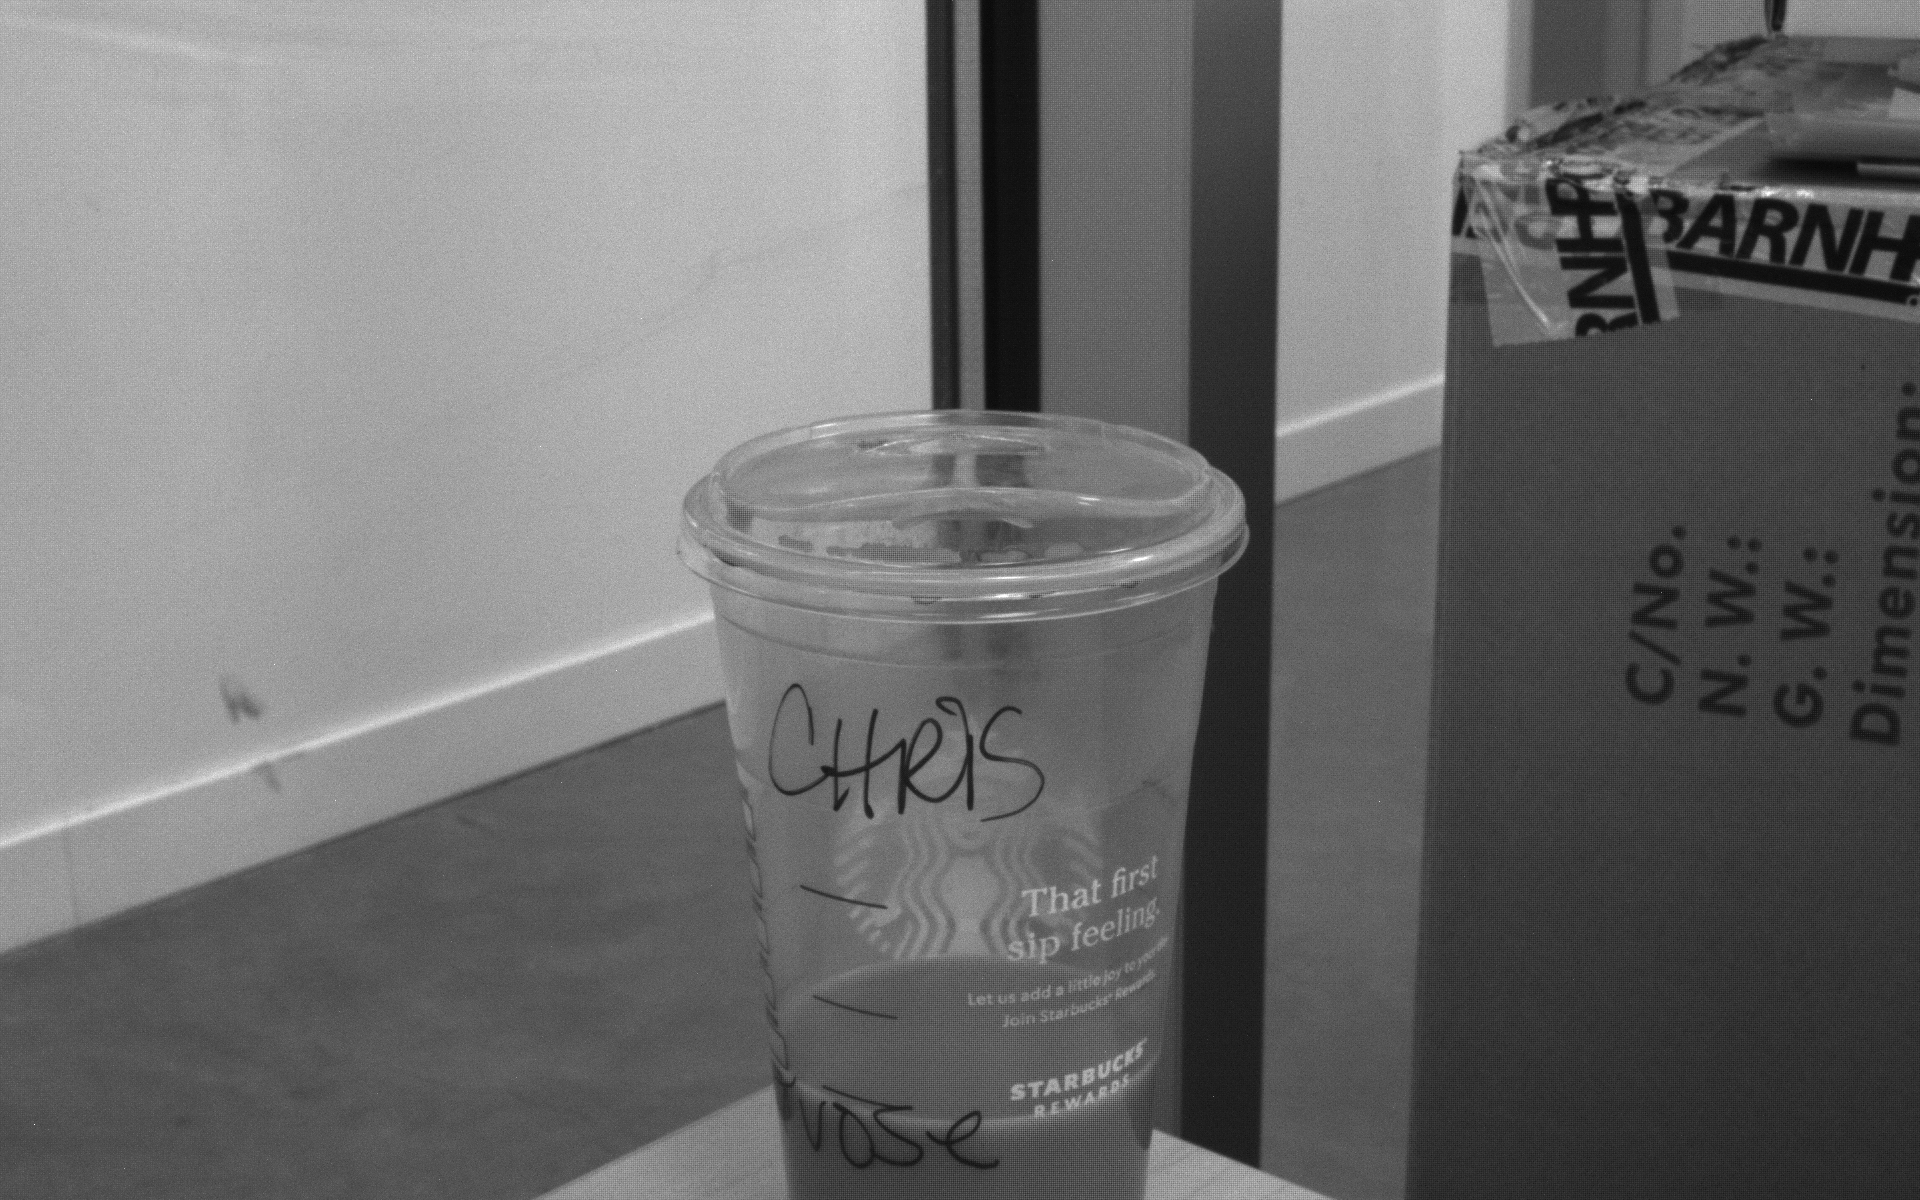 CHRIS
That first
sip feeling.
Let us add a little joy to your
Join Starbucks® Rewards
STARBUCKS®
REWARDS
BARNH
RNH
C/No.
N. W.:
G. W.:
Dimension: